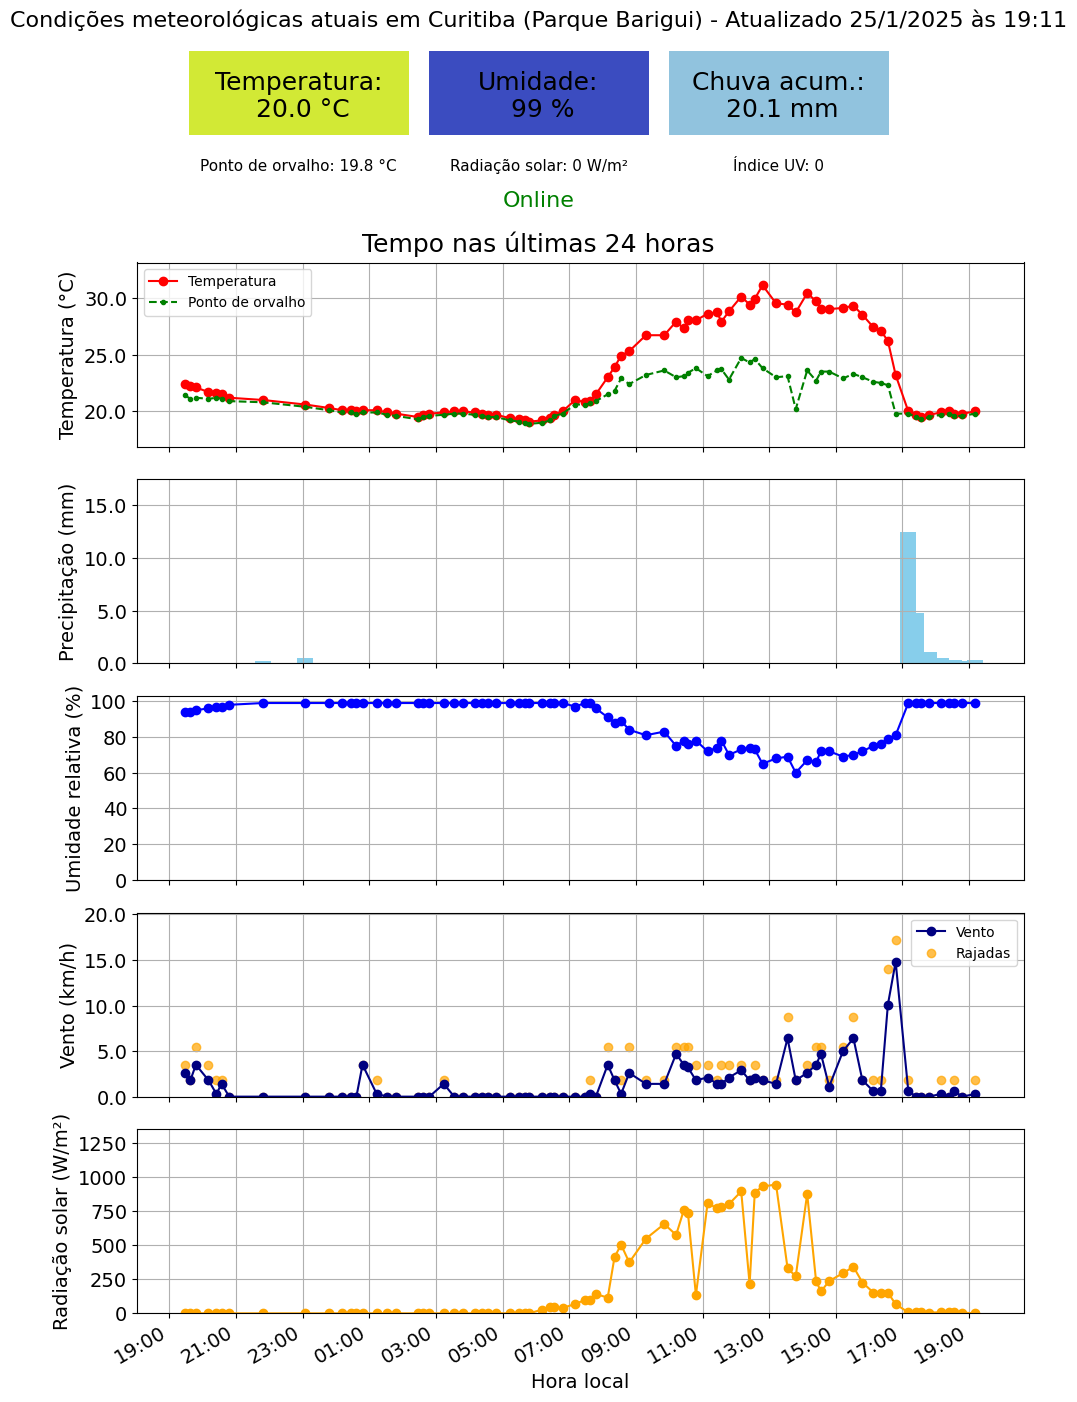 Condições meteorológicas atuais em Curitiba (Parque Barigui) - Atualizado 25/1/2025 às 19:11
Temperatura:
20.0 °C
Umidade:
99 %
Chuva acum.:
20.1 mm
Ponto de orvalho: 19.8 °C
Radiação solar: 0 W/m²
Índice UV: 0
Online
Tempo nas últimas 24 horas
Temperatura (°C)
30.0
25.0
20.0
Temperatura
Ponto de orvalho
Precipitação (mm)
15.0
10.0
5.0
0.0
Umidade relativa (%)
100
80
60
40
20
0
Vento (km/h)
20.0
15.0
10.0
5.0
0.0
Vento
Rajadas
Radiação solar (W/m²)
1250
1000
750
500
250
0
19:00
21:00
23:00
01:00
03:00
05:00
07:00
09:00
11:00
13:00
15:00
17:00
19:00
Hora local